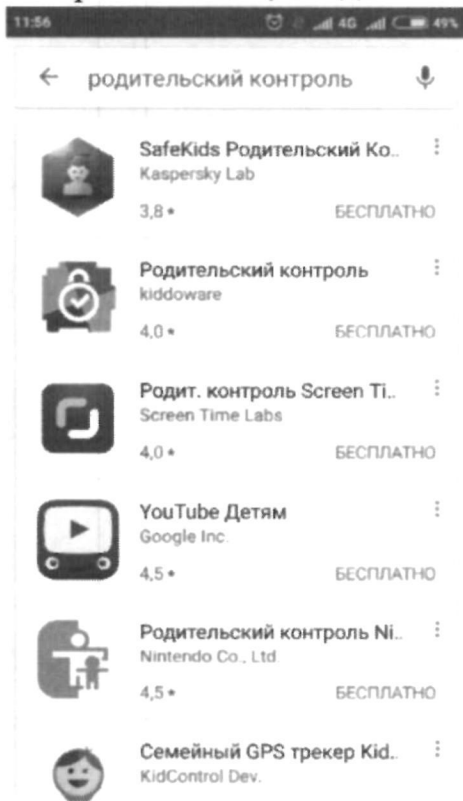 11:56 4G 49%
родительский контроль
SafeKids Родительский Ко..
Kaspersky Lab
3,8 БЕСПЛАТНО
Родительский контроль
kiddoware
4,0 БЕСПЛАТНО
Родит. контроль Screen Ti..
Screen Time Labs
4,0 БЕСПЛАТНО
YouTube Детям
Google Inc.
4,5 БЕСПЛАТНО
Родительский контроль Ni..
Nintendo Co., Ltd
4,5 БЕСПЛАТНО
Семейный GPS трекер Kid..
KidControl Dev.